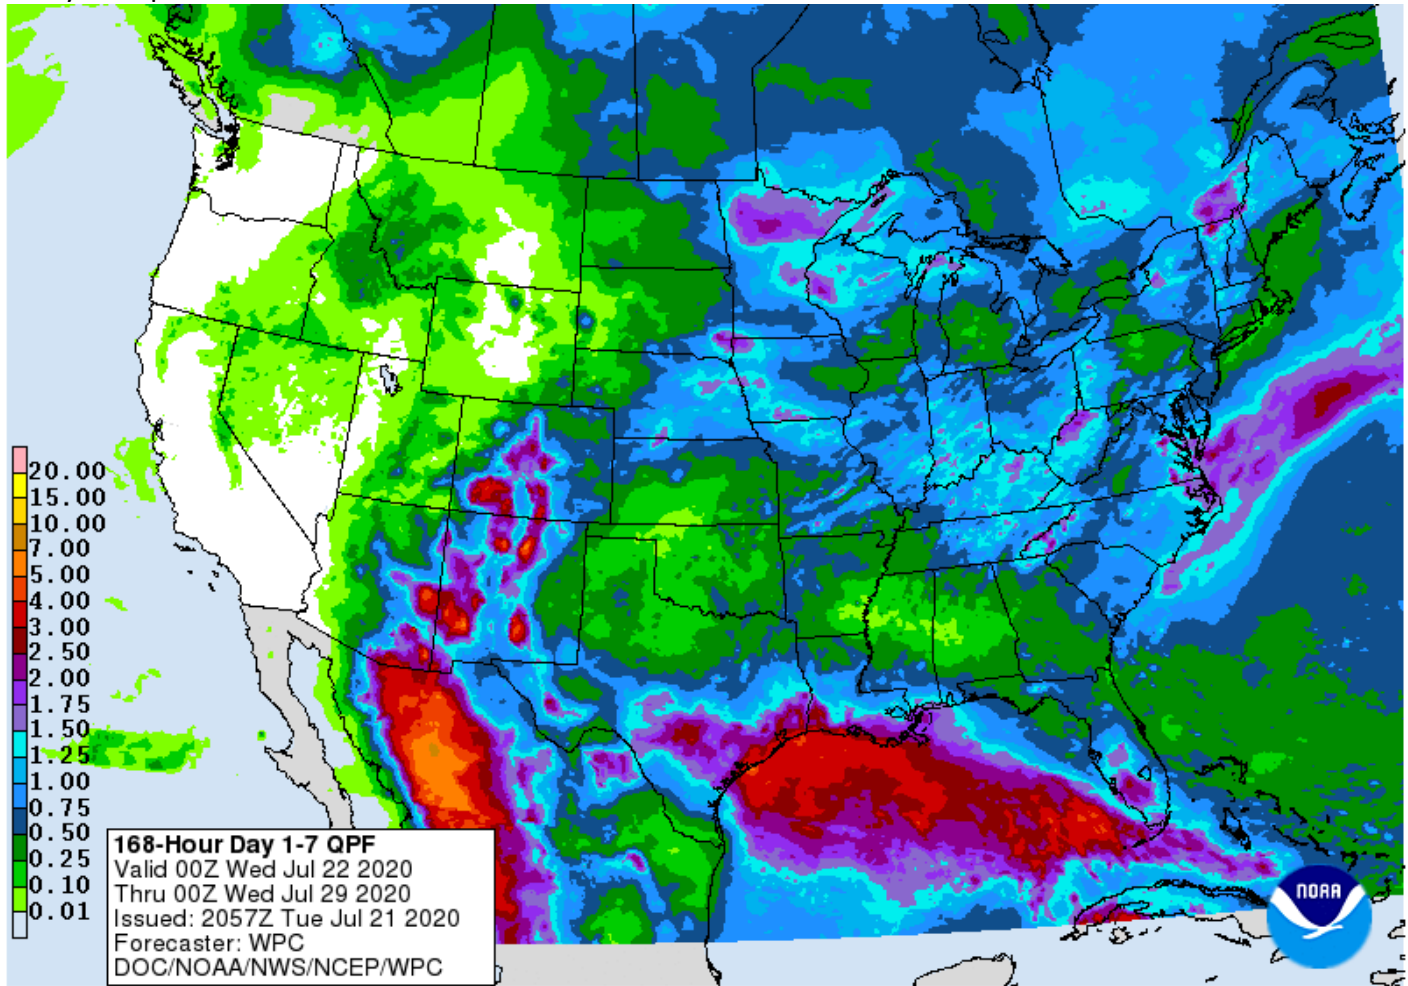 20.00
15.00
10.00
7.00
5.00
4.00
3.00
2.50
2.00
1.75
1.50
1.25
1.00
0.75
0.50
0.25
0.10
0.01
168-Hour Day 1-7 QPF
Valid 00Z Wed Jul 22 2020
Thru 00Z Wed Jul 29 2020
Issued: 2057Z Tue Jul 21 2020
Forecaster: WPC
DOC/NOAA/NWS/NCEP/WPC
NOAA